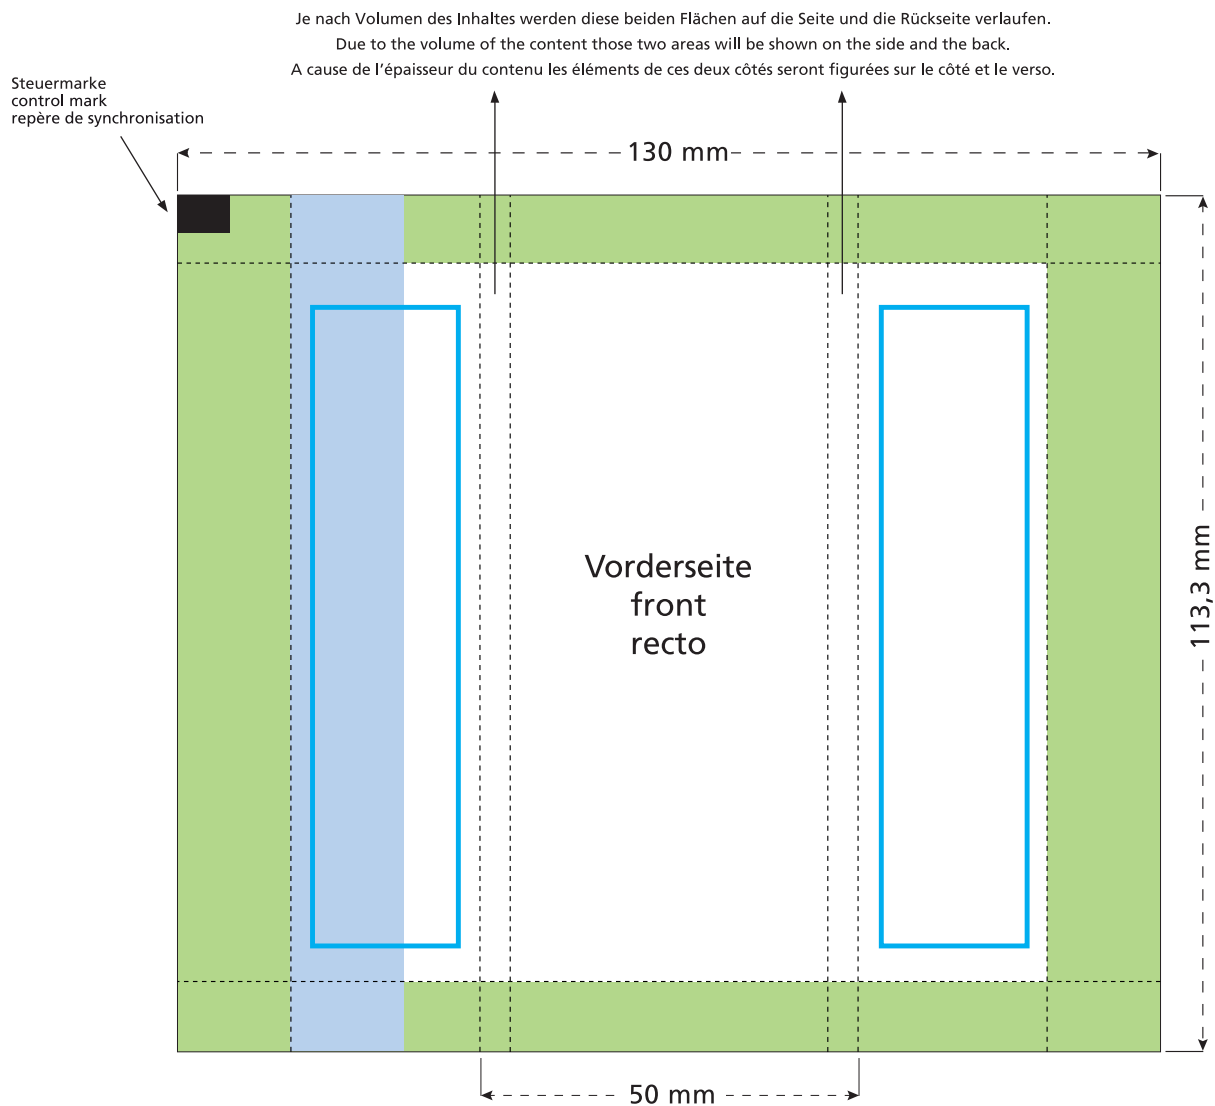 Je nach Volumen des Inhaltes werden diese beiden Flächen auf die Seite und die Rückseite verlaufen.
Due to the volume of the content those two areas will be shown on the side and the back.
A cause de l'épaisseur du contenu les éléments de ces deux côtés seront figurées sur le côté et le verso.
Steuermarke
control mark
repère de synchronisation
130 mm
Vorderseite
front
recto
113,3 mm
50 mm